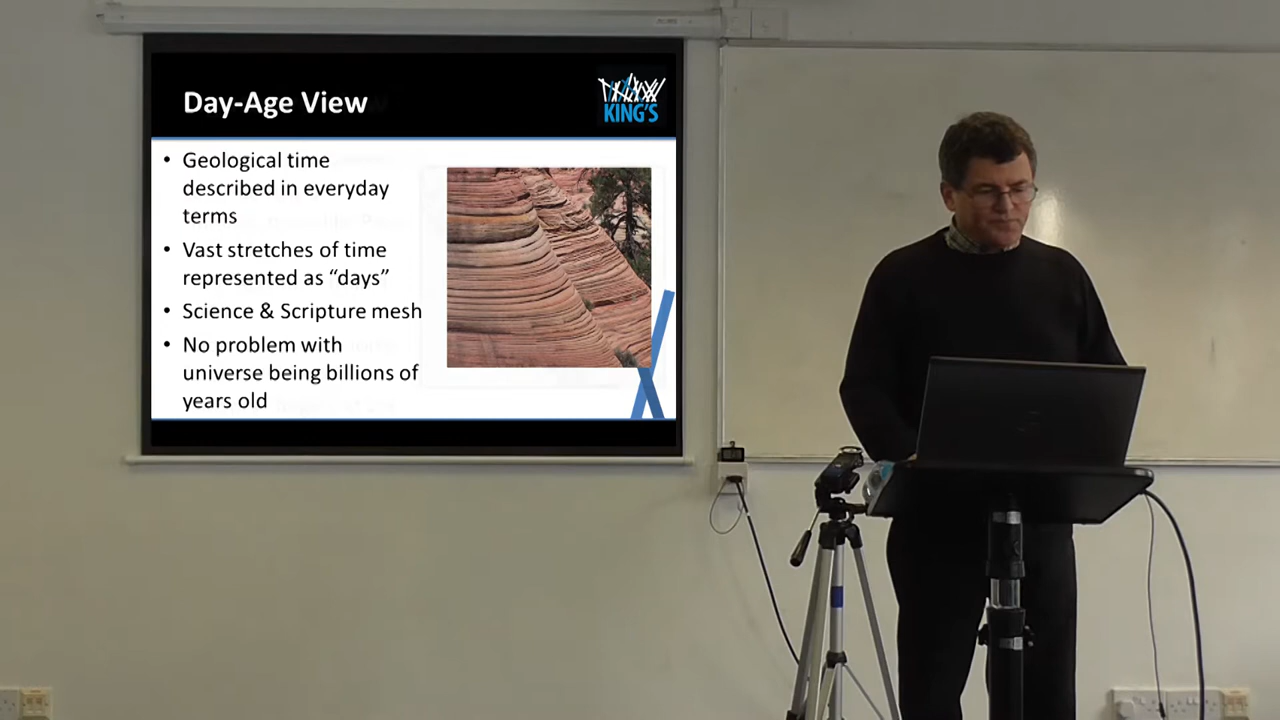 Day-Age View
KING'S
• Geological time
described in everyday
terms
• Vast stretches of time
represented as “days”
• Science & Scripture mesh
• No problem with
universe being billions of
years old